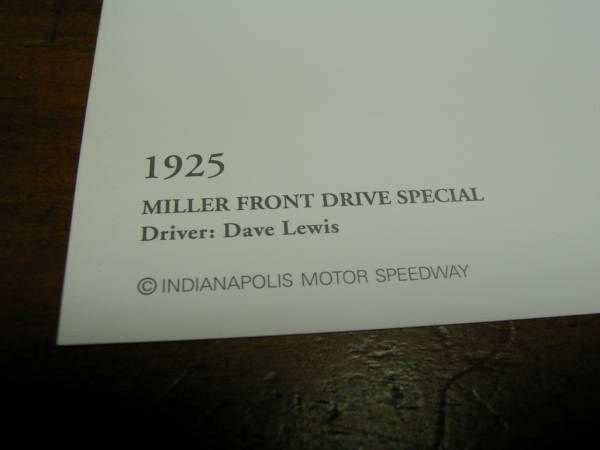 1925
MILLER FRONT DRIVE SPECIAL
Driver: Dave Lewis
© INDIANAPOLIS MOTOR SPEEDWAY